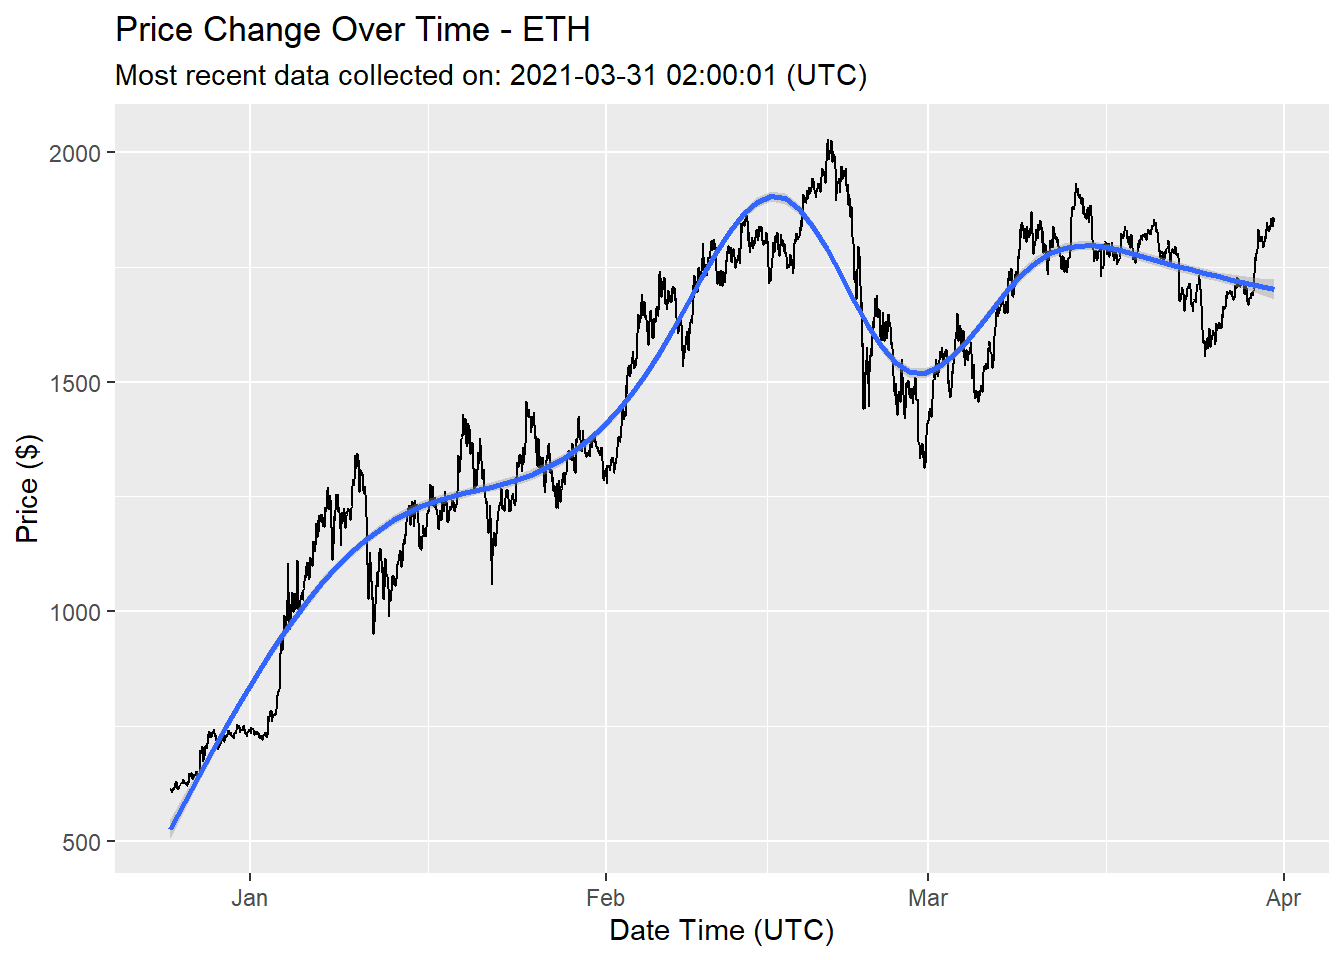 Price Change Over Time - ETH
Most recent data collected on: 2021-03-31 02:00:01 (UTC)
Price ($)
2000
1500
1000
500
Jan Feb Mar Apr
Date Time (UTC)